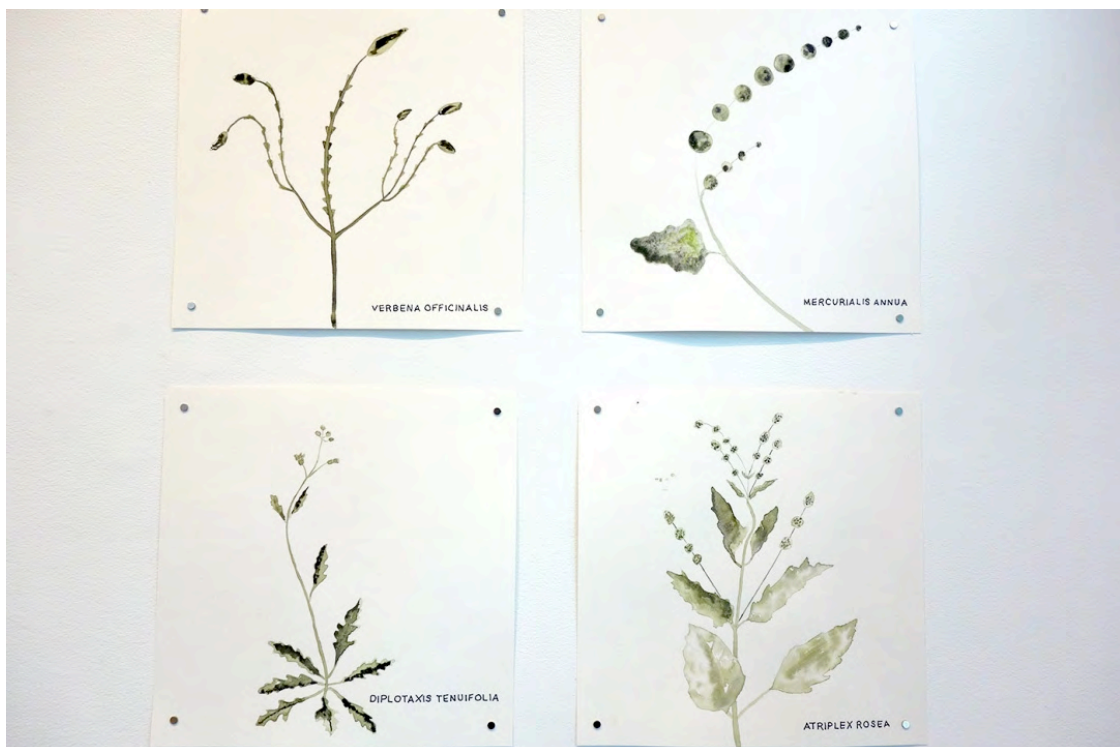 VERBENA OFFICINALIS
MERCURIALIS ANNUA
DIPLOTAXIS TENUIFOLIA
ATRIPLEX ROSEA